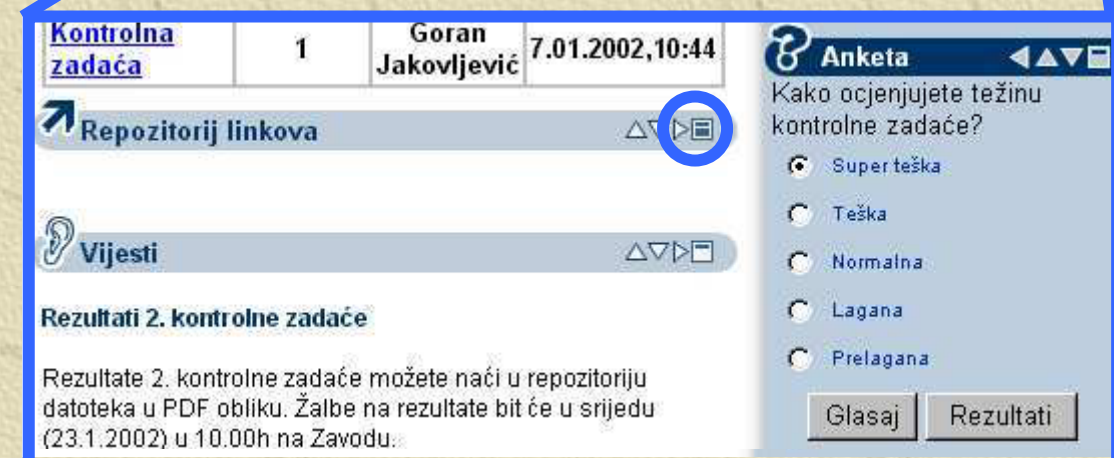 Kontrolna
zadaća
1
Goran
Jakovljević
7.01.2002,10:44
Repozitorij linkova
Vijesti
Rezultati 2. kontrolne zadaće
Rezultate 2. kontrolne zadaće možete naći u repozitoriju
datoteka u PDF obliku. Žalbe na rezultate bit će u srijedu
(23.1.2002) u 10.00h na Zavodu.
Anketa
Kako ocjenjujete težinu
kontrolne zadaće?
Super teška
Teška
Normalna
Lagana
Prelagana
Glasaj Rezultati